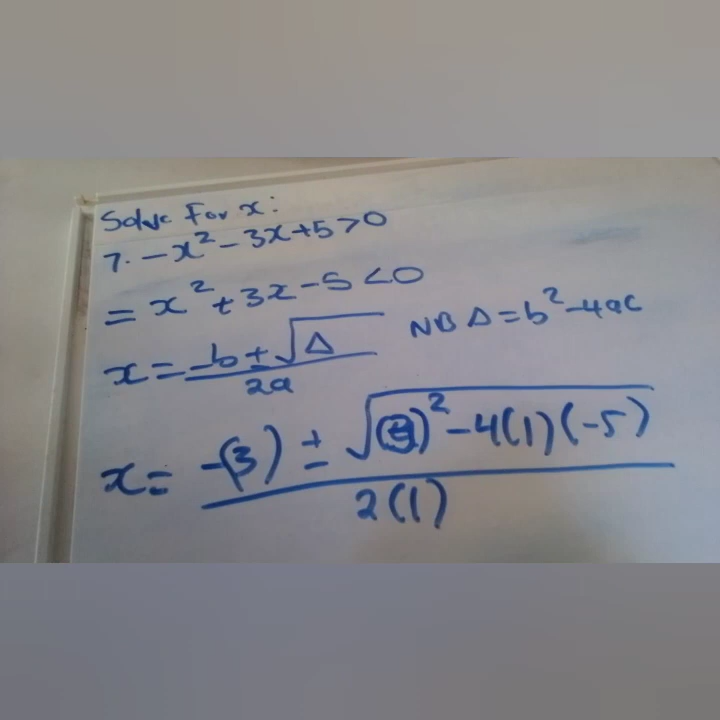 Solve For x:
7. -x² - 3x + 5 > 0
= x² + 3x - 5 < 0
x = -b ± √Δ / 2a   NB Δ = b² - 4ac
x = -(3) ± √(3)² - 4(1)(-5) / 2(1)